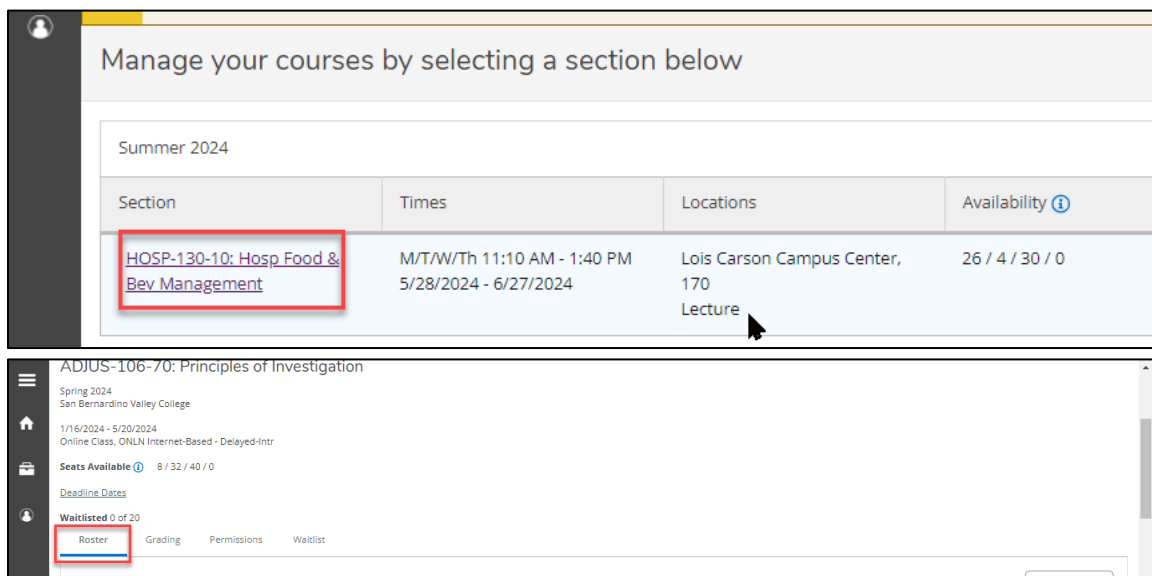 Manage your courses by selecting a section below
Summer 2024
Section Times Locations Availability
HOSP-130-10: Hosp Food & M/T/W/Th 11:10 AM - 1:40 PM Lois Carson Campus Center, 26 / 4 / 30 / 0
Bev Management 5/28/2024 - 6/27/2024 170
Lecture
ADJUS-106-70: Principles of Investigation
Spring 2024
San Bernardino Valley College
1/16/2024 - 5/20/2024
Online Class, ONLN Internet-Based - Delayed-Intr
Seats Available 8 / 32 / 40 / 0
Deadline Dates
Waitlisted 0 of 20
Roster Grading Permissions Waitlist